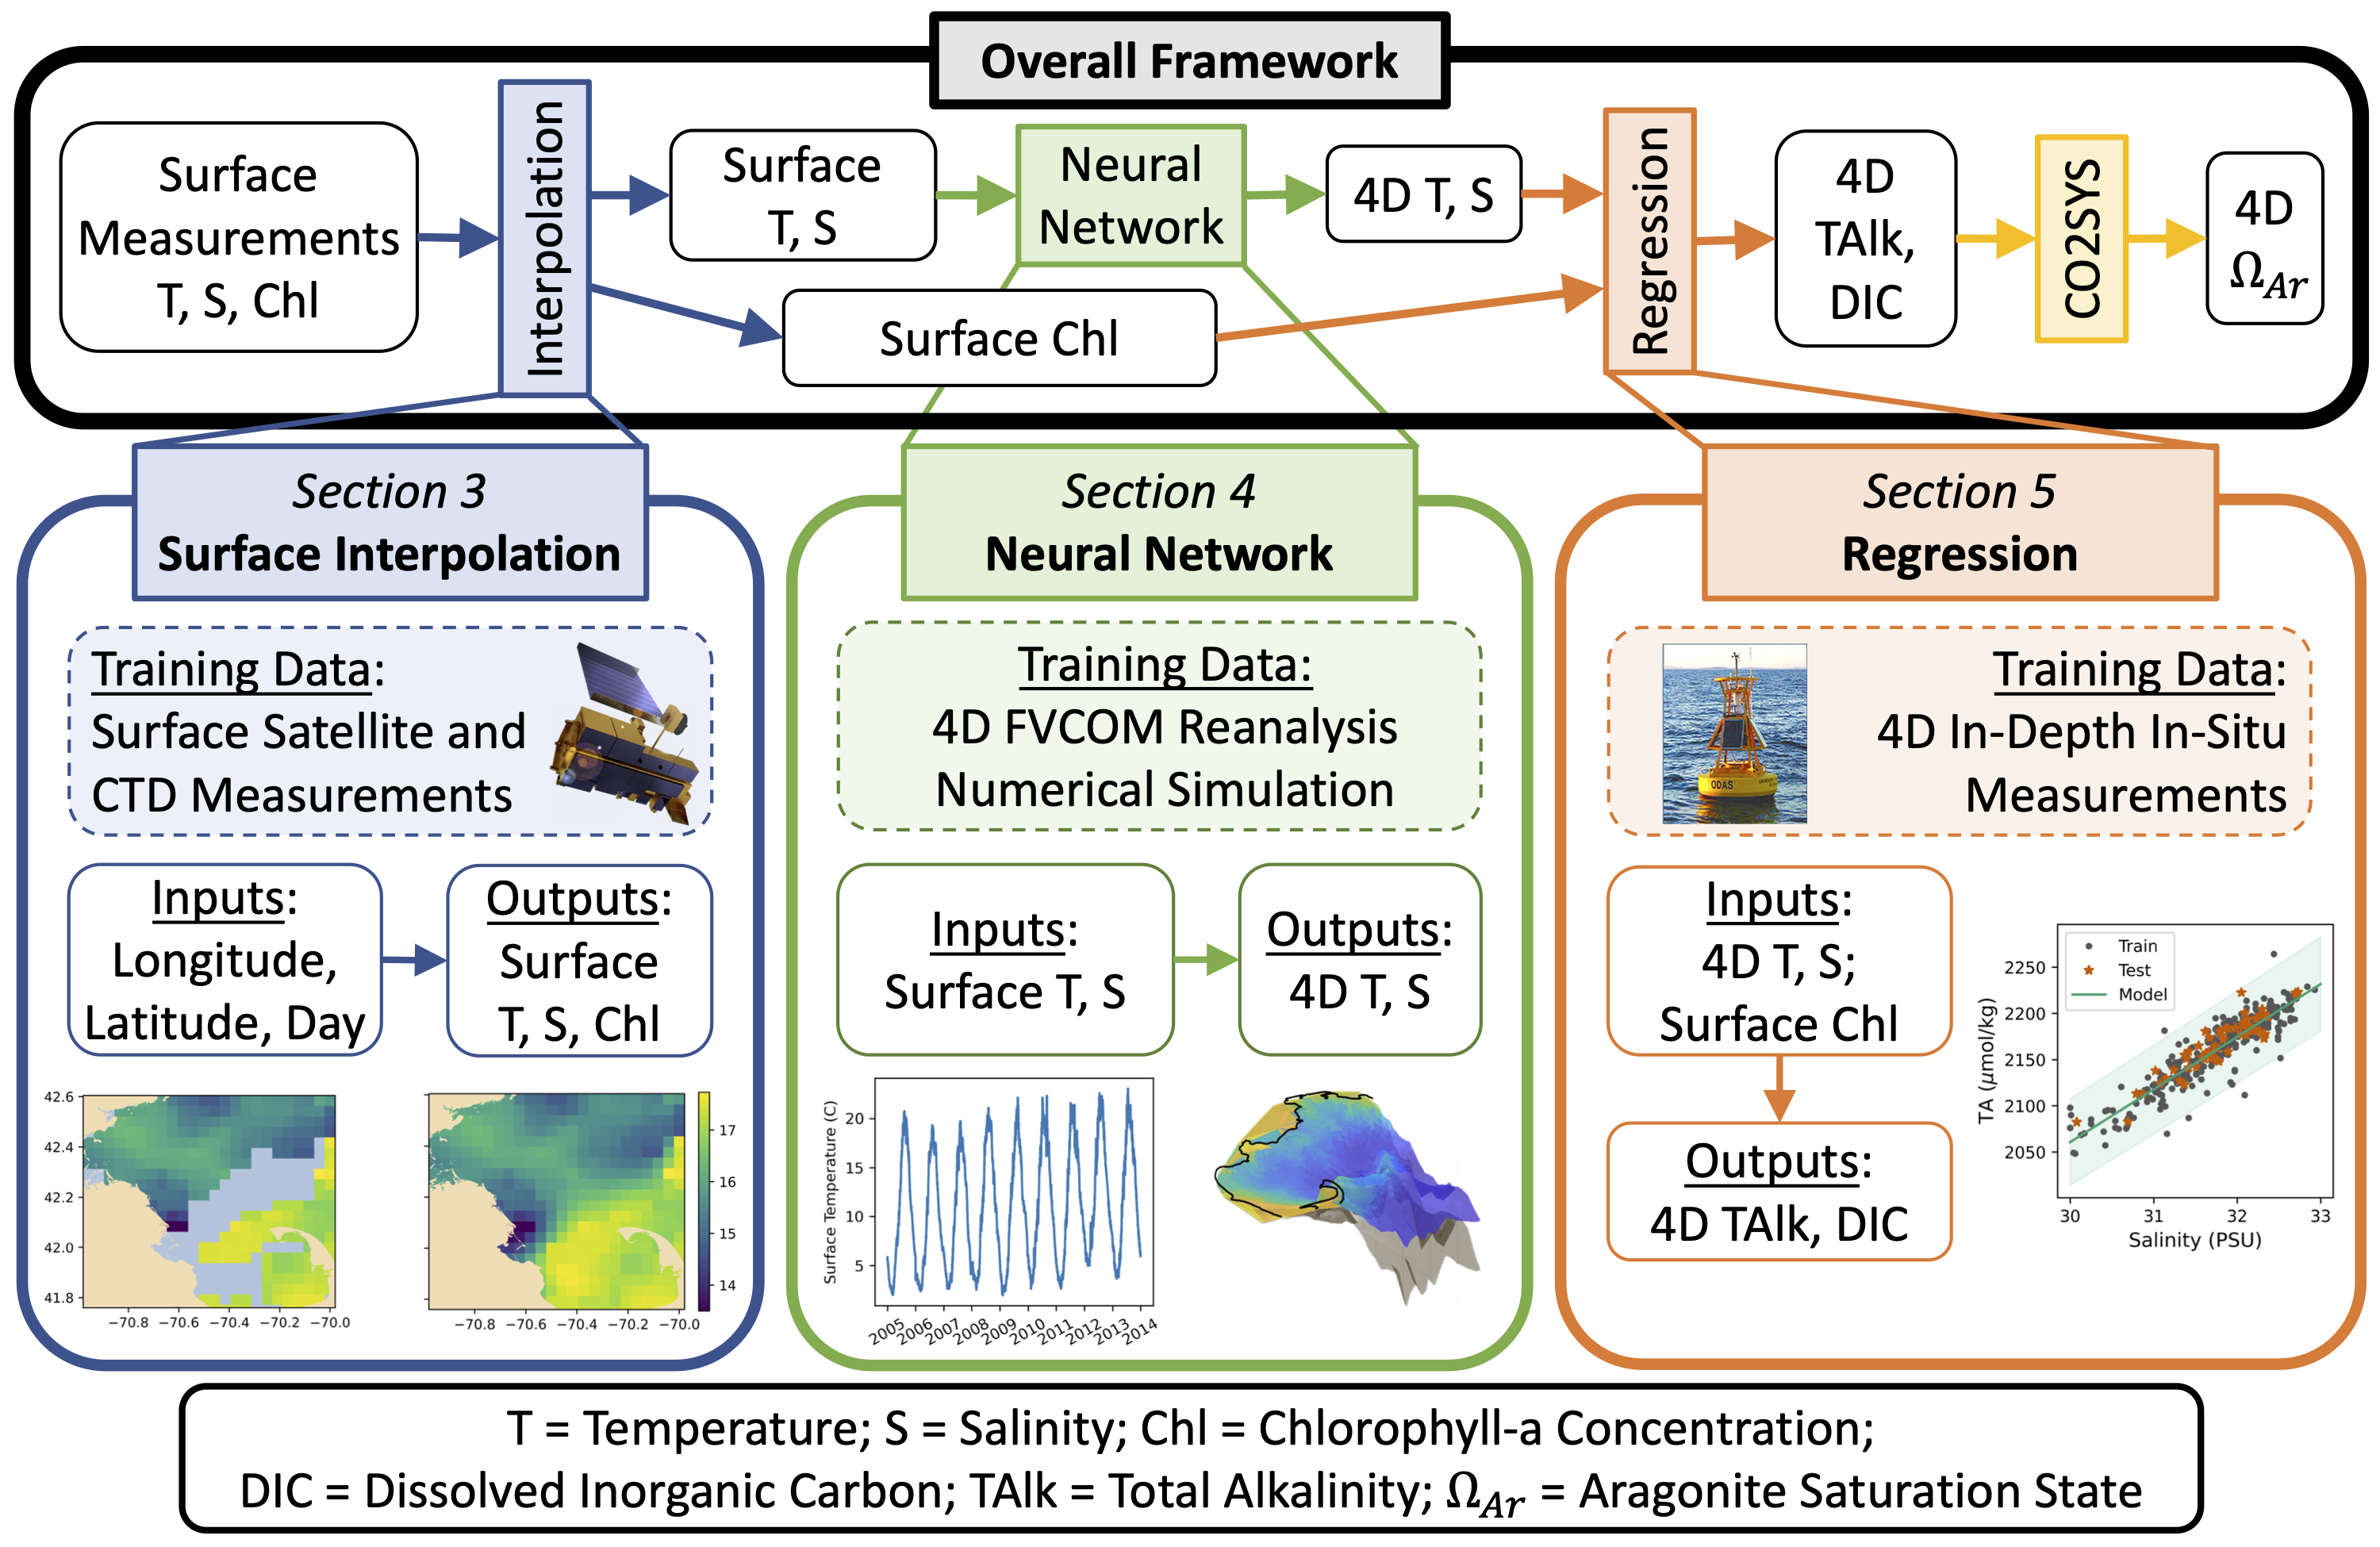 Overall Framework
Surface
Measurements
T, S, Chl
Interpolation
Surface
T, S
Surface Chl
Neural
Network
4D T, S
Regression
4D
TAlk,
DIC
CO2SYS
4D
Ω_Ar
Section 3
Surface Interpolation
Training Data:
Surface Satellite and
CTD Measurements
Inputs:
Longitude,
Latitude, Day
Outputs:
Surface
T, S, Chl
42.6
42.4
42.2
42.0
41.8
−70.8 −70.6 −70.4 −70.2 −70.0
−70.8 −70.6 −70.4 −70.2 −70.0
17
16
15
14
Section 4
Neural Network
Training Data:
4D FVCOM Reanalysis
Numerical Simulation
Inputs:
Surface T, S
Outputs:
4D T, S
Surface Temperature (C)
20
15
10
5
2005 2006 2007 2008 2009 2010 2011 2012 2013 2014
Section 5
Regression
ODAS
Training Data:
4D In-Depth In-Situ
Measurements
Inputs:
4D T, S;
Surface Chl
Outputs:
4D TAlk, DIC
Train
Test
Model
TA (μmol/kg)
2250
2200
2150
2100
2050
30 31 32 33
Salinity (PSU)
T = Temperature; S = Salinity; Chl = Chlorophyll-a Concentration;
DIC = Dissolved Inorganic Carbon; TAlk = Total Alkalinity; Ω_Ar = Aragonite Saturation State